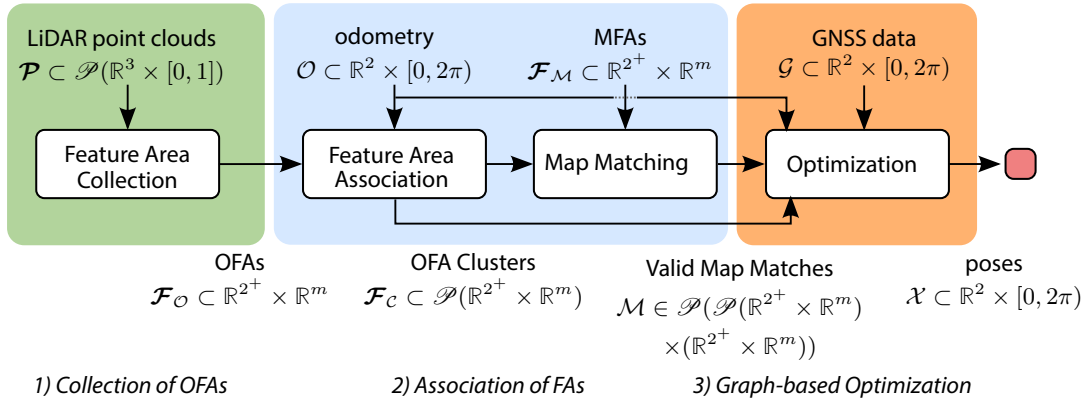 LiDAR point clouds
𝓟 ⊂ 𝒫(ℝ³ × [0, 1])
odometry
𝒪 ⊂ ℝ² × [0, 2π)
MFAs
𝓕_ℳ ⊂ ℝ^{2^+} × ℝ^m
GNSS data
𝒢 ⊂ ℝ² × [0, 2π)
Feature Area
Collection
Feature Area
Association
Map Matching
Optimization
OFAs
𝓕_𝒪 ⊂ ℝ^{2^+} × ℝ^m
OFA Clusters
𝓕_𝒞 ⊂ 𝒫(ℝ^{2^+} × ℝ^m)
Valid Map Matches
ℳ ∈ 𝒫(𝒫(ℝ^{2^+} × ℝ^m)
×(ℝ^{2^+} × ℝ^m))
poses
𝒳 ⊂ ℝ² × [0, 2π)
1) Collection of OFAs
2) Association of FAs
3) Graph-based Optimization